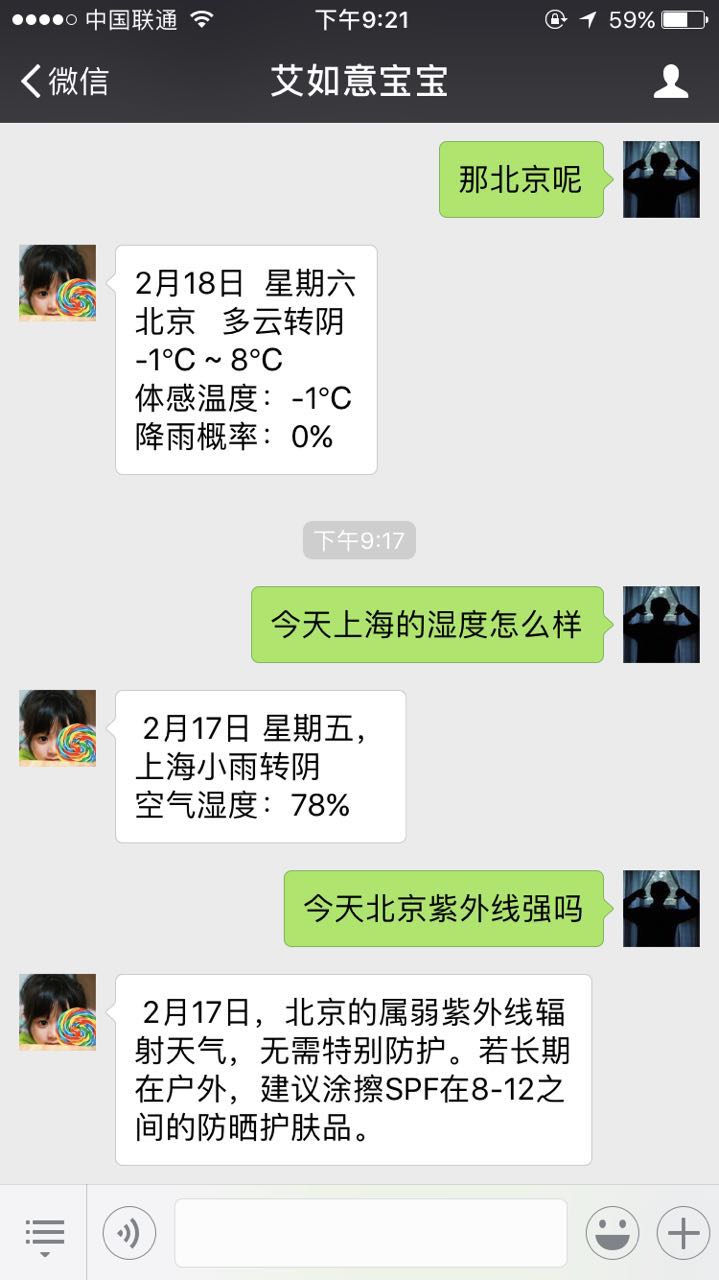 中国联通 下午9:21 59%
微信 艾如意宝宝
那北京呢
2月18日 星期六
北京 多云转阴
-1℃ ~ 8℃
体感温度：-1℃
降雨概率：0%
下午9:17
今天上海的湿度怎么样
2月17日 星期五，
上海小雨转阴
空气湿度：78%
今天北京紫外线强吗
2月17日，北京的属弱紫外线辐
射天气，无需特别防护。若长期
在户外，建议涂擦SPF在8-12之
间的防晒护肤品。